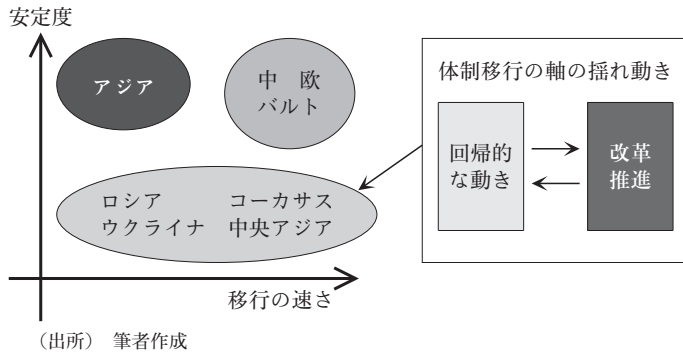 安定度
アジア
中　欧
バルト
ロシア　コーカサス
ウクライナ　中央アジア
移行の速さ
体制移行の軸の揺れ動き
回帰的
な動き
改革
推進
（出所）　筆者作成